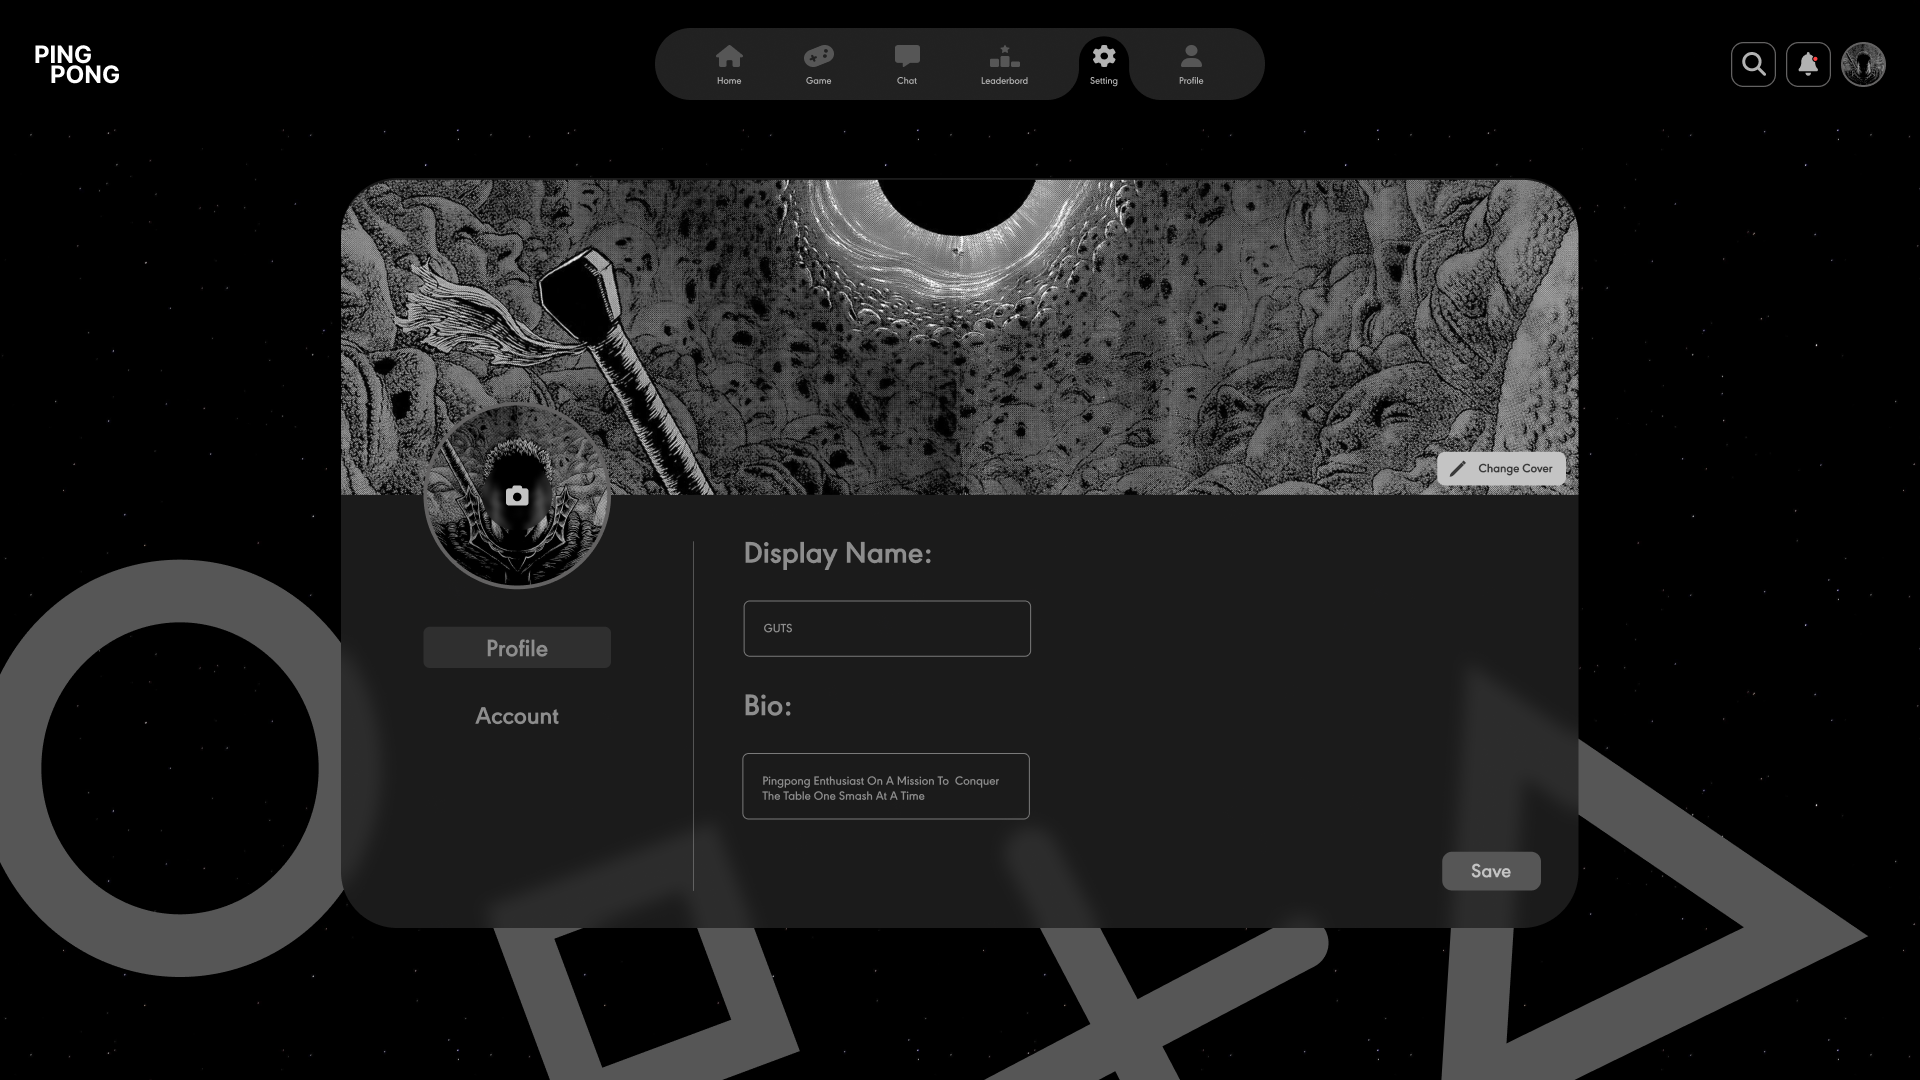 PING
PONG
Home
Game
Chat
Leaderbord
Setting
Profile
Change Cover
Profile
Account
Display Name:
GUTS
Bio:
Pingpong Enthusiast On A Mission To  Conquer
The Table One Smash At A Time
Save